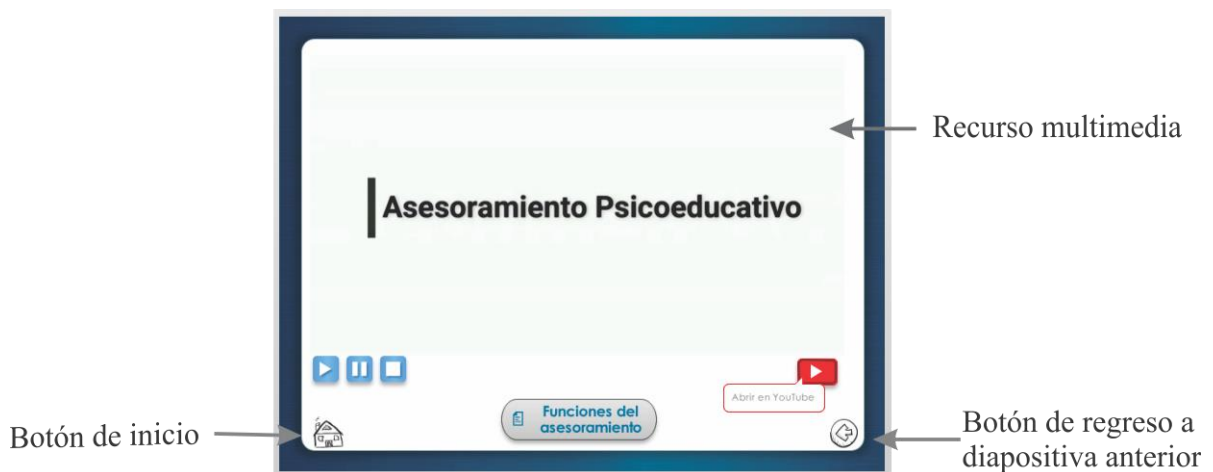 Recurso multimedia
Asesoramiento Psicoeducativo
Abrir en YouTube
Funciones del
asesoramiento
Botón de inicio
Botón de regreso a
diapositiva anterior